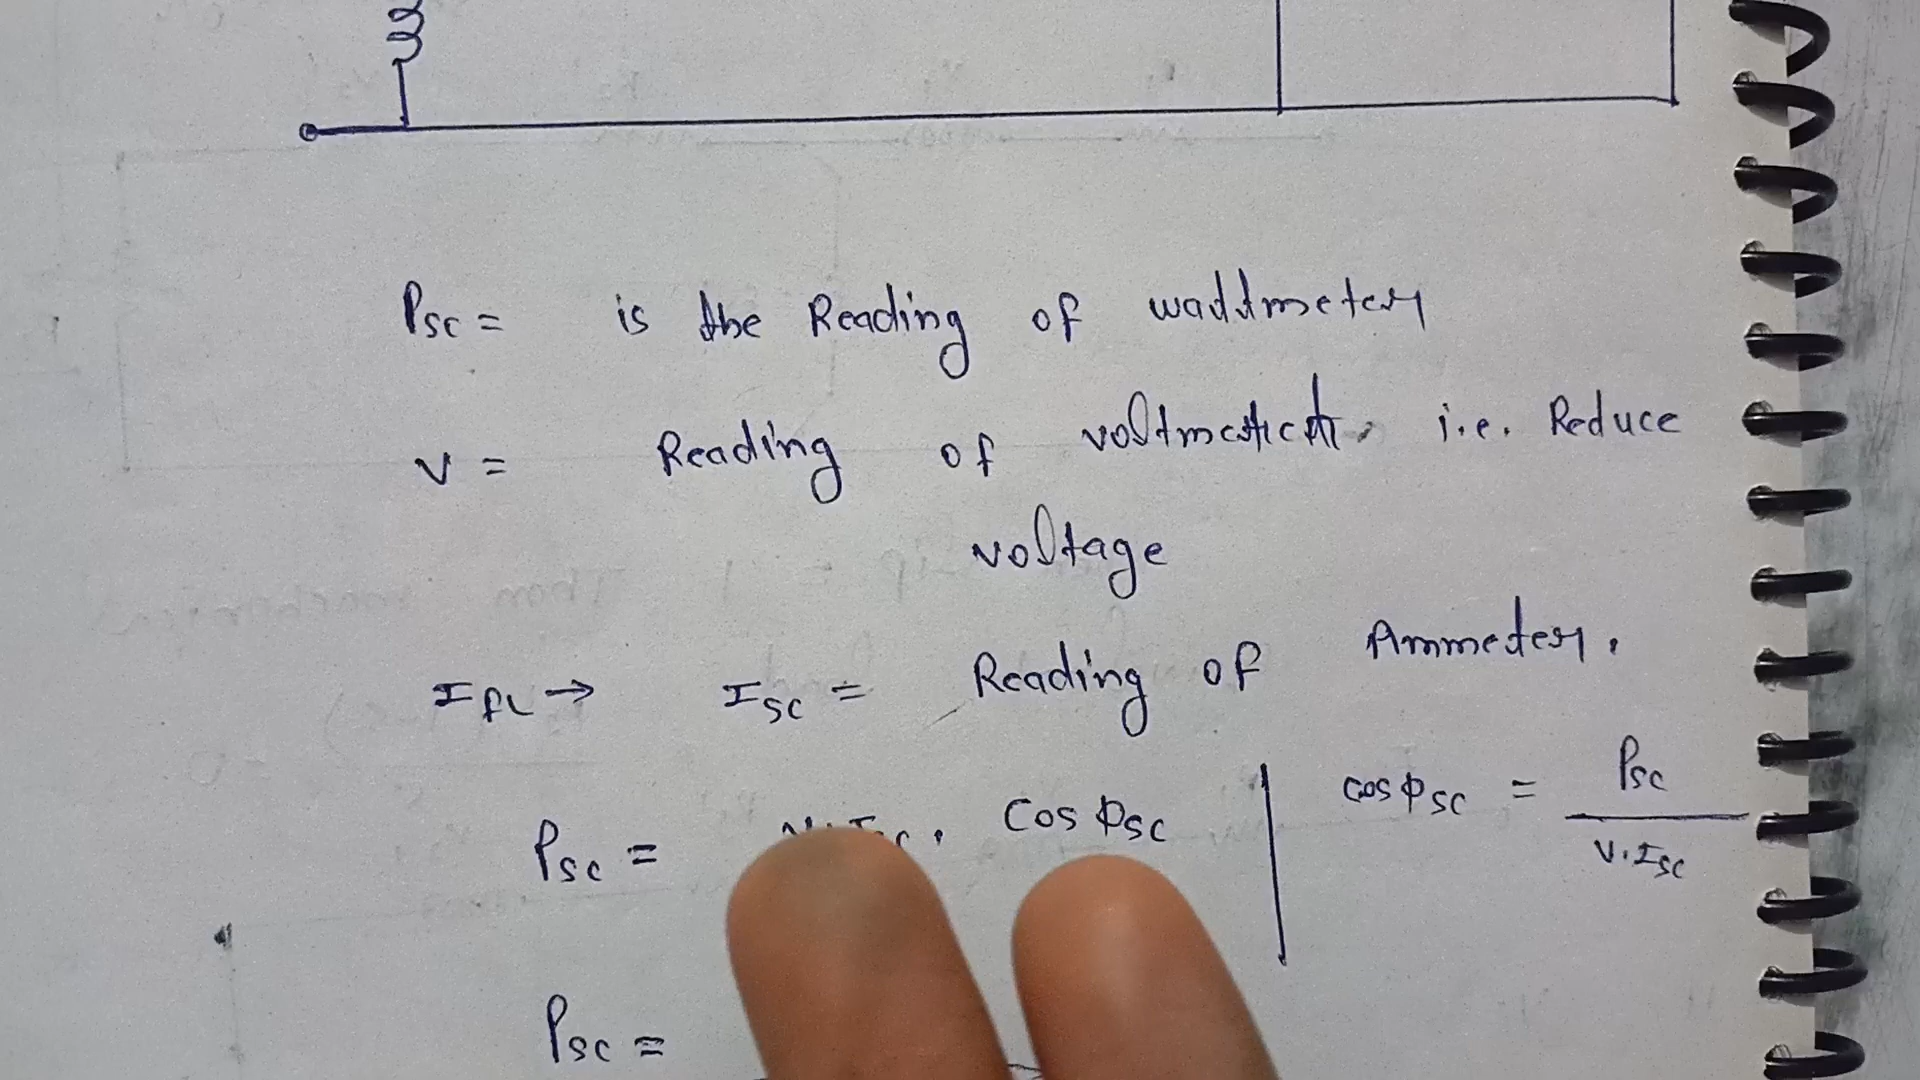 Psc = is the Reading of wattmeter
V = Reading of voltmeter i.e. Reduce
voltage
IfL → Isc = Reading of Ammeter.
Psc = . Cos ϕsc | cos ϕsc = Psc / V.Isc
Psc =